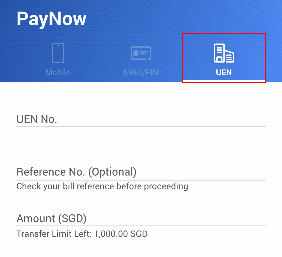 PayNow
Mobile NRIC/FIN UEN
UEN No.
Reference No. (Optional)
Check your bill reference before proceeding
Amount (SGD)
Transfer Limit Left: 1,000.00 SGD